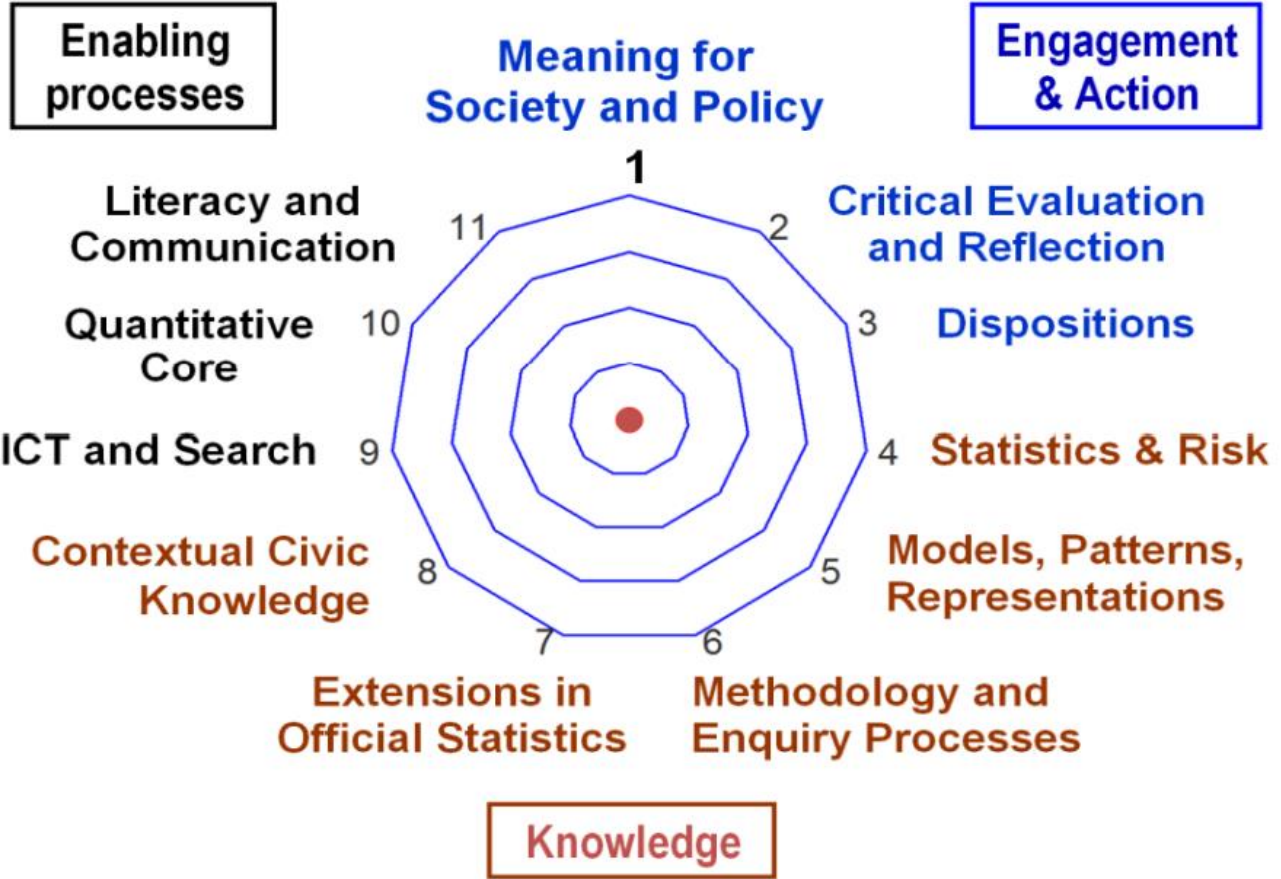 Enabling
processes
Meaning for
Society and Policy
Engagement
& Action
1
Literacy and
Communication
11
2
Critical Evaluation
and Reflection
Quantitative
Core
10
3
Dispositions
ICT and Search
9
4
Statistics & Risk
Contextual Civic
Knowledge
8
5
Models, Patterns,
Representations
7
6
Extensions in
Official Statistics
Methodology and
Enquiry Processes
Knowledge